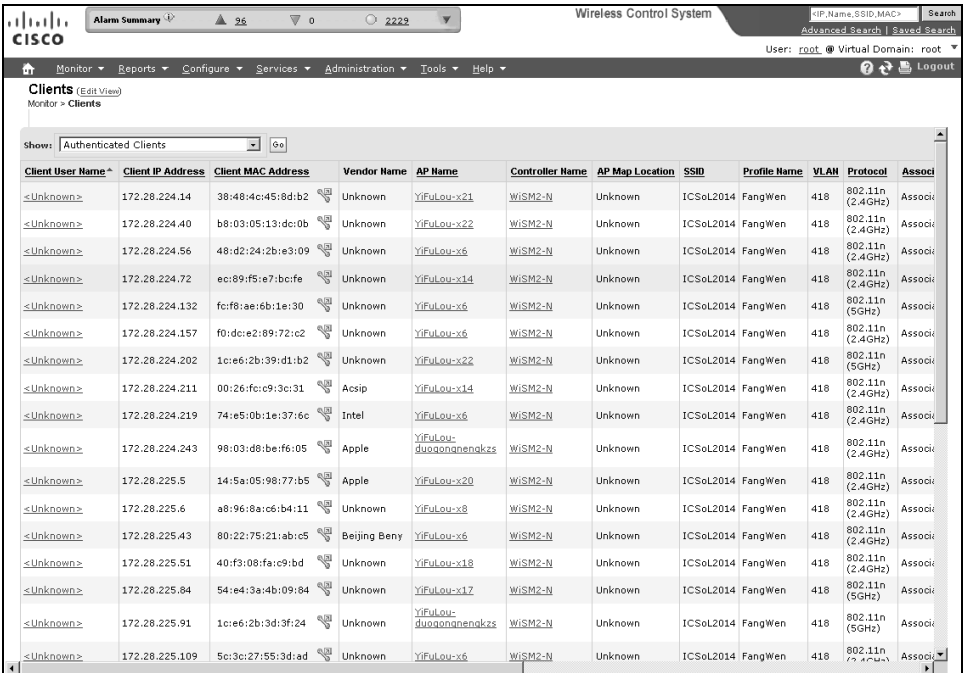 Alarm Summary 96 0 2229
Wireless Control System
<IP,Name,SSID,MAC> Search
Advanced Search | Saved Search
CISCO
User: root @ Virtual Domain: root
Monitor Reports Configure Services Administration Tools Help Logout
Clients (Edit View)
Monitor > Clients
Show: Authenticated Clients Go
Client User Name Client IP Address Client MAC Address Vendor Name AP Name Controller Name AP Map Location SSID Profile Name VLAN Protocol Associ
<Unknown> 172.28.224.14 38:48:4c:45:8d:b2 Unknown YiFuLou-x21 WiSM2-N Unknown ICSoL2014 FangWen 418 802.11n (2.4GHz) Associa
<Unknown> 172.28.224.40 b8:03:05:13:dc:0b Unknown YiFuLou-x22 WiSM2-N Unknown ICSoL2014 FangWen 418 802.11n (2.4GHz) Associa
<Unknown> 172.28.224.56 48:d2:24:2b:e3:09 Unknown YiFuLou-x6 WiSM2-N Unknown ICSoL2014 FangWen 418 802.11n (2.4GHz) Associa
<Unknown> 172.28.224.72 ec:89:f5:e7:bc:fe Unknown YiFuLou-x14 WiSM2-N Unknown ICSoL2014 FangWen 418 802.11n (2.4GHz) Associa
<Unknown> 172.28.224.132 fc:f8:ae:6b:1e:30 Unknown YiFuLou-x6 WiSM2-N Unknown ICSoL2014 FangWen 418 802.11n (5GHz) Associa
<Unknown> 172.28.224.157 f0:dc:e2:89:72:c2 Unknown YiFuLou-x6 WiSM2-N Unknown ICSoL2014 FangWen 418 802.11n (2.4GHz) Associa
<Unknown> 172.28.224.202 1c:e6:2b:39:d1:b2 Unknown YiFuLou-x22 WiSM2-N Unknown ICSoL2014 FangWen 418 802.11n (5GHz) Associa
<Unknown> 172.28.224.211 00:26:fc:c9:3c:31 Acsip YiFuLou-x14 WiSM2-N Unknown ICSoL2014 FangWen 418 802.11n (2.4GHz) Associa
<Unknown> 172.28.224.219 74:e5:0b:1e:37:6c Intel YiFuLou-x6 WiSM2-N Unknown ICSoL2014 FangWen 418 802.11n (2.4GHz) Associa
<Unknown> 172.28.224.243 98:03:d8:be:f6:05 Apple YiFuLou-duogongnengkzs WiSM2-N Unknown ICSoL2014 FangWen 418 802.11n (2.4GHz) Associa
<Unknown> 172.28.225.5 14:5a:05:98:77:b5 Apple YiFuLou-x20 WiSM2-N Unknown ICSoL2014 FangWen 418 802.11n (2.4GHz) Associa
<Unknown> 172.28.225.6 a8:96:8a:c6:b4:11 Unknown YiFuLou-x8 WiSM2-N Unknown ICSoL2014 FangWen 418 802.11n (2.4GHz) Associa
<Unknown> 172.28.225.43 80:22:75:21:ab:c5 Beijing Beny YiFuLou-x6 WiSM2-N Unknown ICSoL2014 FangWen 418 802.11n (2.4GHz) Associa
<Unknown> 172.28.225.51 40:f3:08:fa:c9:bd Unknown YiFuLou-x18 WiSM2-N Unknown ICSoL2014 FangWen 418 802.11n (2.4GHz) Associa
<Unknown> 172.28.225.84 54:e4:3a:4b:09:84 Unknown YiFuLou-x17 WiSM2-N Unknown ICSoL2014 FangWen 418 802.11n (5GHz) Associa
<Unknown> 172.28.225.91 1c:e6:2b:3d:3f:24 Unknown YiFuLou-duogongnengkzs WiSM2-N Unknown ICSoL2014 FangWen 418 802.11n (5GHz) Associa
<Unknown> 172.28.225.109 5c:3c:27:55:3d:ad Unknown YiFuLou-x6 WiSM2-N Unknown ICSoL2014 FangWen 418 802.11n Associa